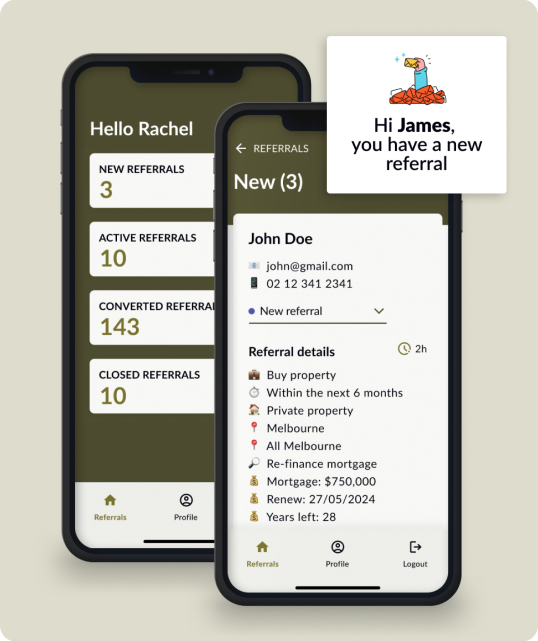 Hello Rachel
NEW REFERRALS
3
ACTIVE REFERRALS
10
CONVERTED REFERRA
143
CLOSED REFERRALS
10
Referrals
Profile
Hi James,
you have a new
referral
REFERRALS
New (3)
John Doe
john@gmail.com
02 12 341 2341
New referral
Referral details
2h
Buy property
Within the next 6 months
Private property
Melbourne
All Melbourne
Re-finance mortgage
Mortgage: $750,000
Renew: 27/05/2024
Years left: 28
Referrals
Profile
Logout